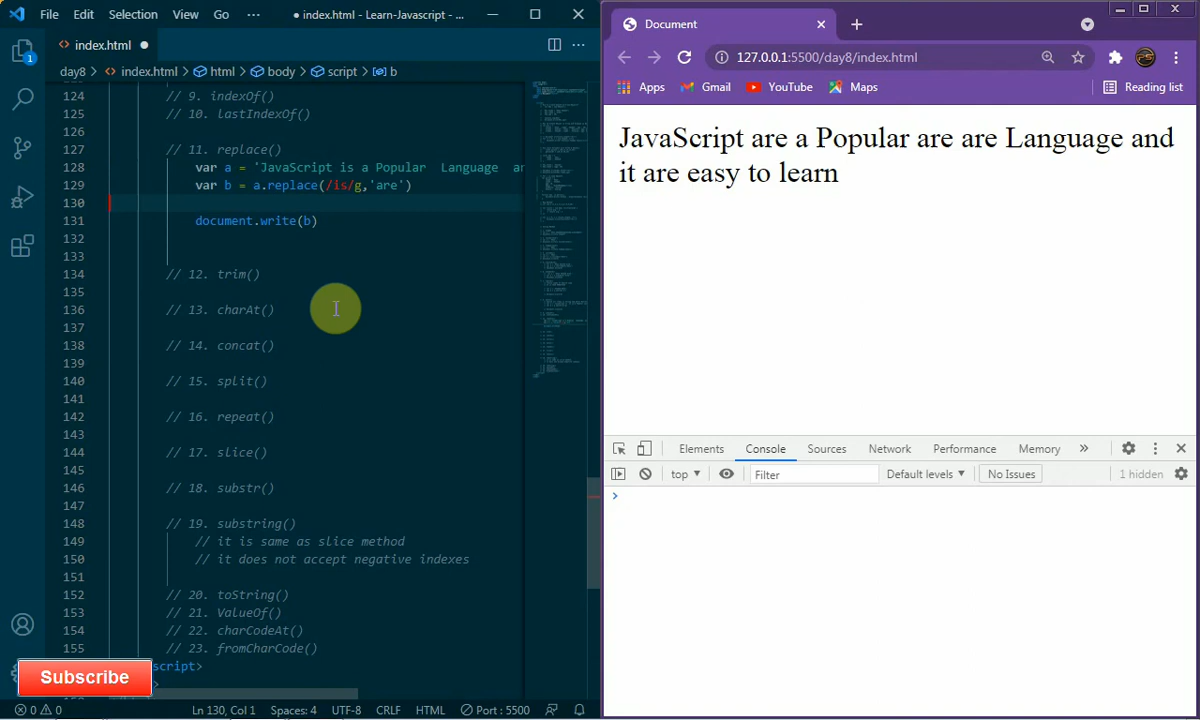 File Edit Selection View Go ··· ● index.html - Learn-Javascript - ...
index.html ●
day8 > index.html > html > body > script > b
124 // 9. indexOf()
125 // 10. lastIndexOf()
126
127 // 11. replace()
128 var a = 'JavaScript is a Popular  Language  an
129 var b = a.replace(/is/g,'are')
130
131 document.write(b)
132
133
134 // 12. trim()
135
136 // 13. charAt()
137
138 // 14. concat()
139
140 // 15. split()
141
142 // 16. repeat()
143
144 // 17. slice()
145
146 // 18. substr()
147
148 // 19. substring()
149 // it is same as slice method
150 // it does not accept negative indexes
151
152 // 20. toString()
153 // 21. ValueOf()
154 // 22. charCodeAt()
155 // 23. fromCharCode()
script>
>
1
Subscribe
0 0 Ln 130, Col 1 Spaces: 4 UTF-8 CRLF HTML Port : 5500
Document
127.0.0.1:5500/day8/index.html
Apps Gmail YouTube Maps Reading list
JavaScript are a Popular are are Language and
it are easy to learn
Elements Console Sources Network Performance Memory »
top Filter Default levels No Issues 1 hidden